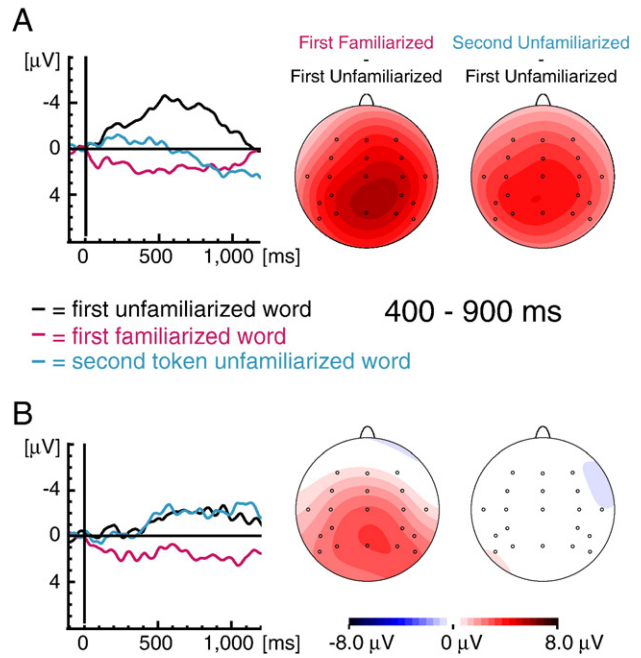 A
[μV]
-4
0
4
0 500 1,000 [ms]
First Familiarized
-
First Unfamiliarized
Second Unfamiliarized
-
First Unfamiliarized
– = first unfamiliarized word
– = first familiarized word
– = second token unfamiliarized word
400 - 900 ms
B
[μV]
-4
0
4
0 500 1,000 [ms]
-8.0 μV 0 μV 8.0 μV